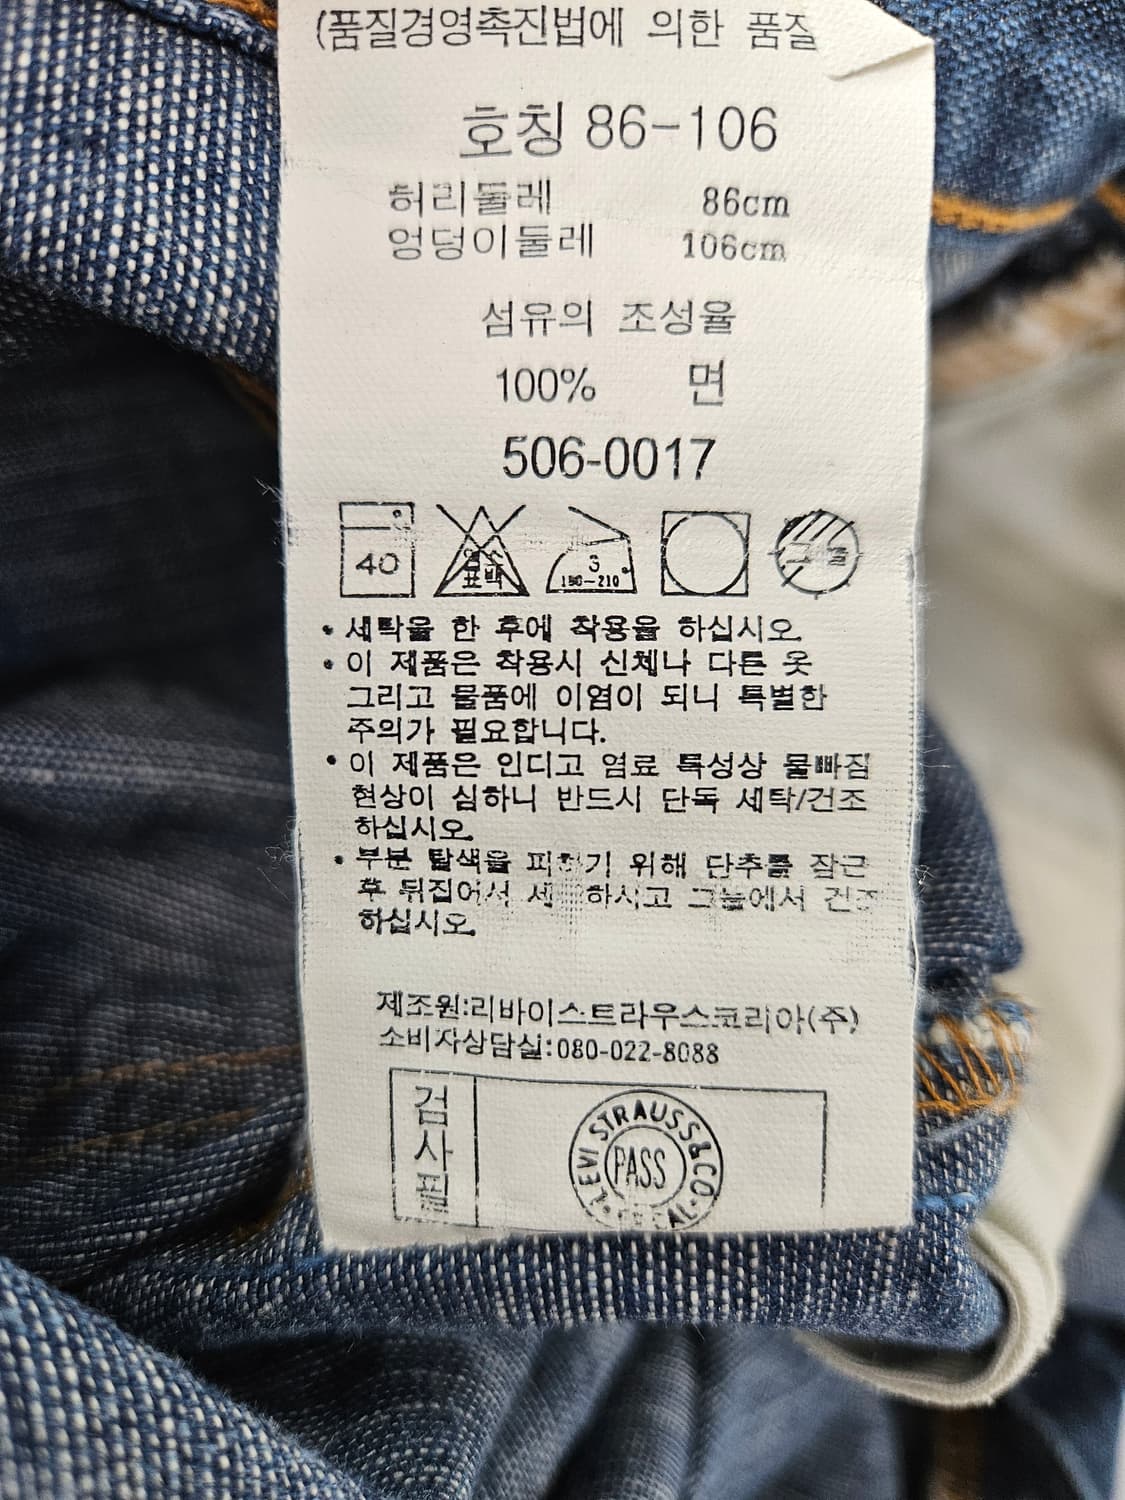 (품질경영촉진법에 의한 품질
호칭 86-106
허리둘레 86cm
엉덩이둘레 106cm
섬유의 조성율
100% 면
506-0017
40
3
180-210
• 세탁을 한 후에 착용을 하십시오.
• 이 제품은 착용시 신체나 다른 옷
그리고 물품에 이염이 되니 특별한
주의가 필요합니다.
• 이 제품은 인디고 염료 특성상 물빠짐
현상이 심하니 반드시 단독 세탁/건조
하십시오.
• 부분 탈색을 피하기 위해 단추를 잠근
후 뒤집어서 하시고 그늘에서 건조
하십시오.
제조원:리바이스트라우스코리아(주)
소비자상담실:080-022-8088
검사필
LEVI STRAUSS & CO.
PASS